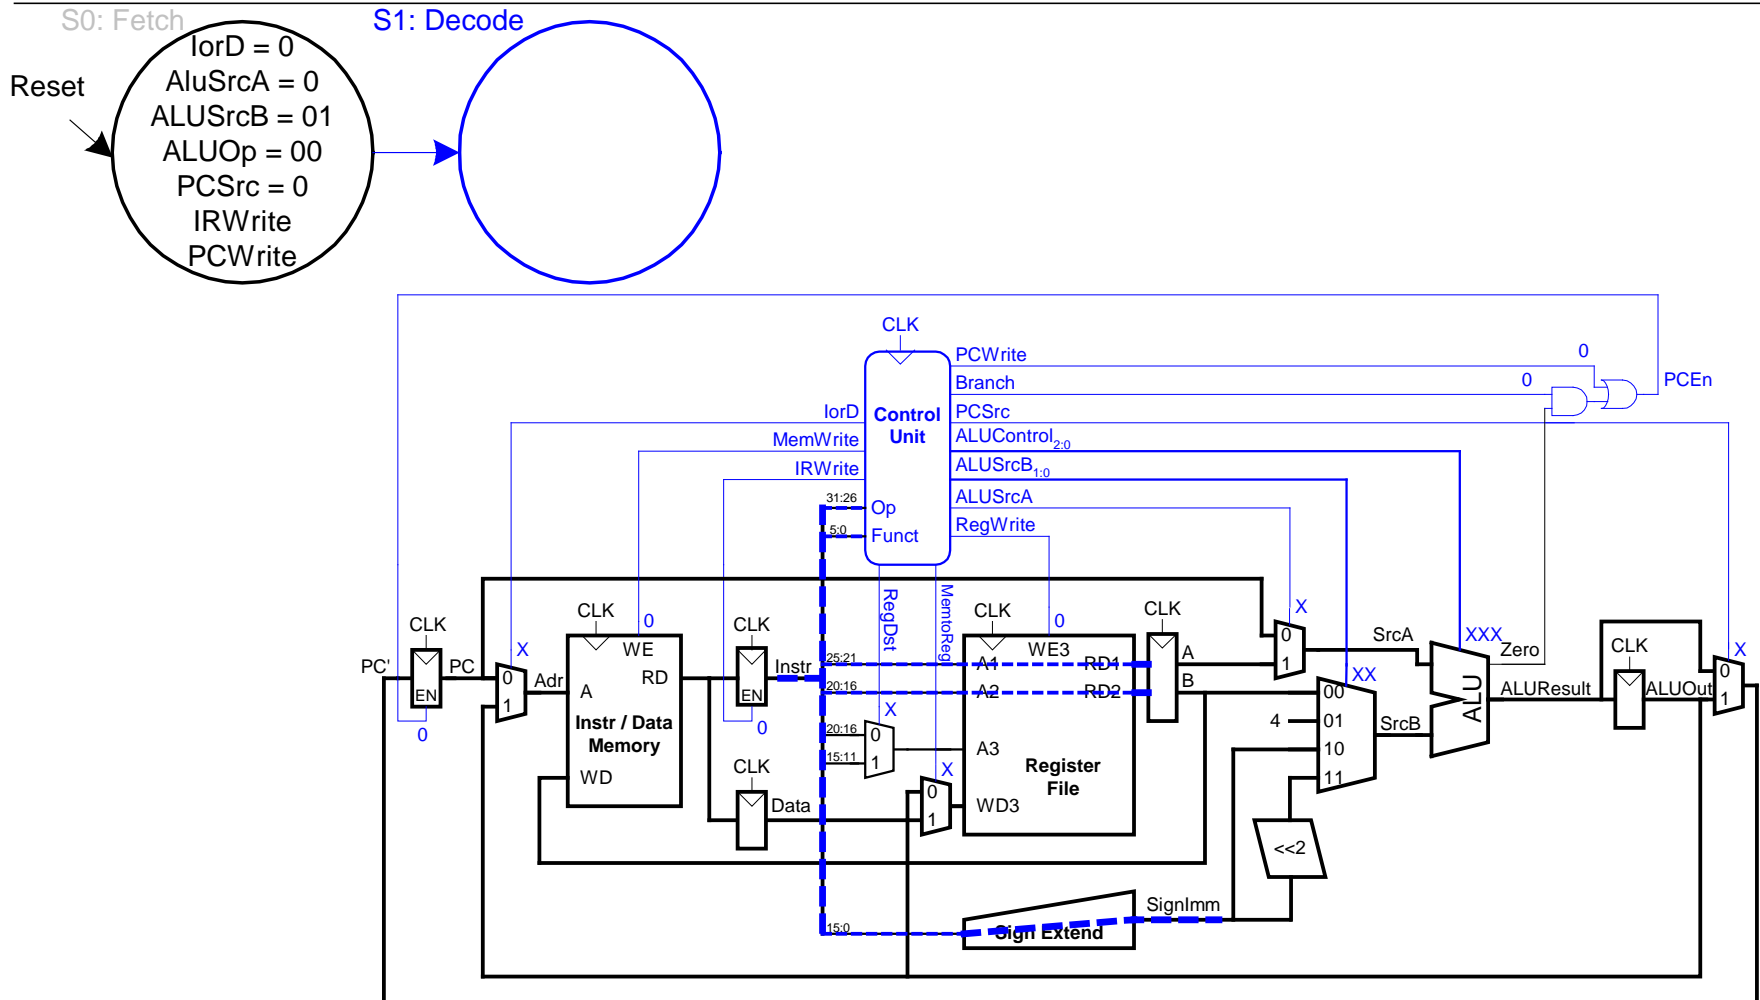 S0: Fetch
S1: Decode
Reset
IorD = 0
AluSrcA = 0
ALUSrcB = 01
ALUOp = 00
PCSrc = 0
IRWrite
PCWrite
CLK
PCWrite
Branch
PCSrc
ALUControl2:0
ALUSrcB1:0
ALUSrcA
RegWrite
IorD
MemWrite
IRWrite
Control
Unit
31:26
Op
5:0
Funct
0
0
PCEn
RegDst
MemtoReg
CLK
PC'
PC
EN
0
X
0
1
Adr
CLK
0
WE
RD
A
Instr / Data
Memory
WD
CLK
EN
0
Instr
CLK
Data
25:21
20:16
20:16
15:11
15:0
X
0
1
X
0
1
CLK
0
WE3
A1
RD1
A2
RD2
A3
Register
File
WD3
CLK
A
B
X
0
1
SrcA
XX
00
4
01
10
11
SrcB
<<2
SignImm
Sign Extend
XXX
ALU
Zero
ALUResult
CLK
ALUOut
X
0
1